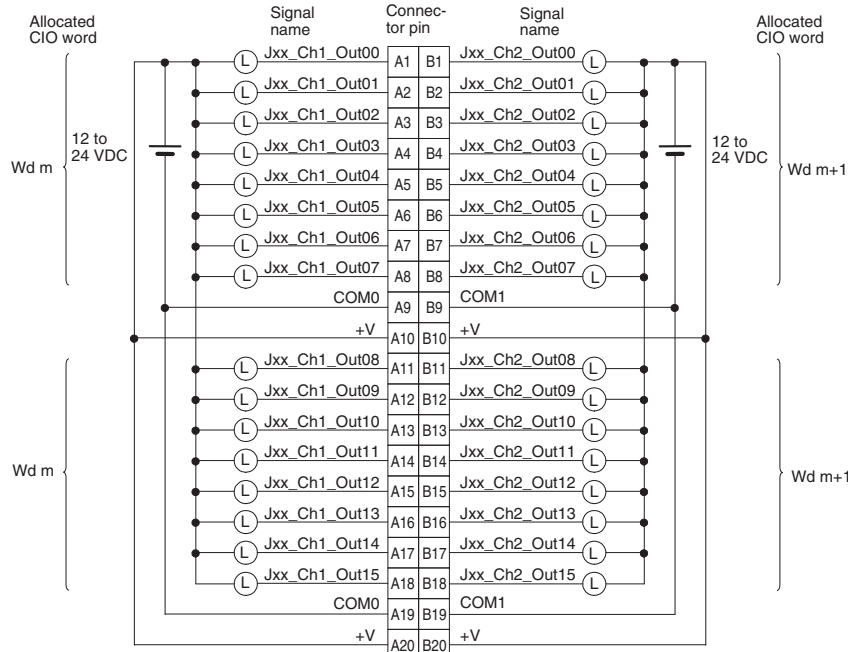 Allocated
CIO word
Signal
name
Connec-
tor pin
Signal
name
Allocated
CIO word
L Jxx_Ch1_Out00 A1 B1 Jxx_Ch2_Out00 L
L Jxx_Ch1_Out01 A2 B2 Jxx_Ch2_Out01 L
L Jxx_Ch1_Out02 A3 B3 Jxx_Ch2_Out02 L
12 to
24 VDC
L Jxx_Ch1_Out03 A4 B4 Jxx_Ch2_Out03 L
12 to
24 VDC
Wd m
Wd m+1
L Jxx_Ch1_Out04 A5 B5 Jxx_Ch2_Out04 L
L Jxx_Ch1_Out05 A6 B6 Jxx_Ch2_Out05 L
L Jxx_Ch1_Out06 A7 B7 Jxx_Ch2_Out06 L
L Jxx_Ch1_Out07 A8 B8 Jxx_Ch2_Out07 L
COM0 A9 B9 COM1
+V A10 B10 +V
L Jxx_Ch1_Out08 A11 B11 Jxx_Ch2_Out08 L
L Jxx_Ch1_Out09 A12 B12 Jxx_Ch2_Out09 L
L Jxx_Ch1_Out10 A13 B13 Jxx_Ch2_Out10 L
Wd m L Jxx_Ch1_Out11 A14 B14 Jxx_Ch2_Out11 L Wd m+1
L Jxx_Ch1_Out12 A15 B15 Jxx_Ch2_Out12 L
L Jxx_Ch1_Out13 A16 B16 Jxx_Ch2_Out13 L
L Jxx_Ch1_Out14 A17 B17 Jxx_Ch2_Out14 L
L Jxx_Ch1_Out15 A18 B18 Jxx_Ch2_Out15 L
COM0 A19 B19 COM1
+V A20 B20 +V